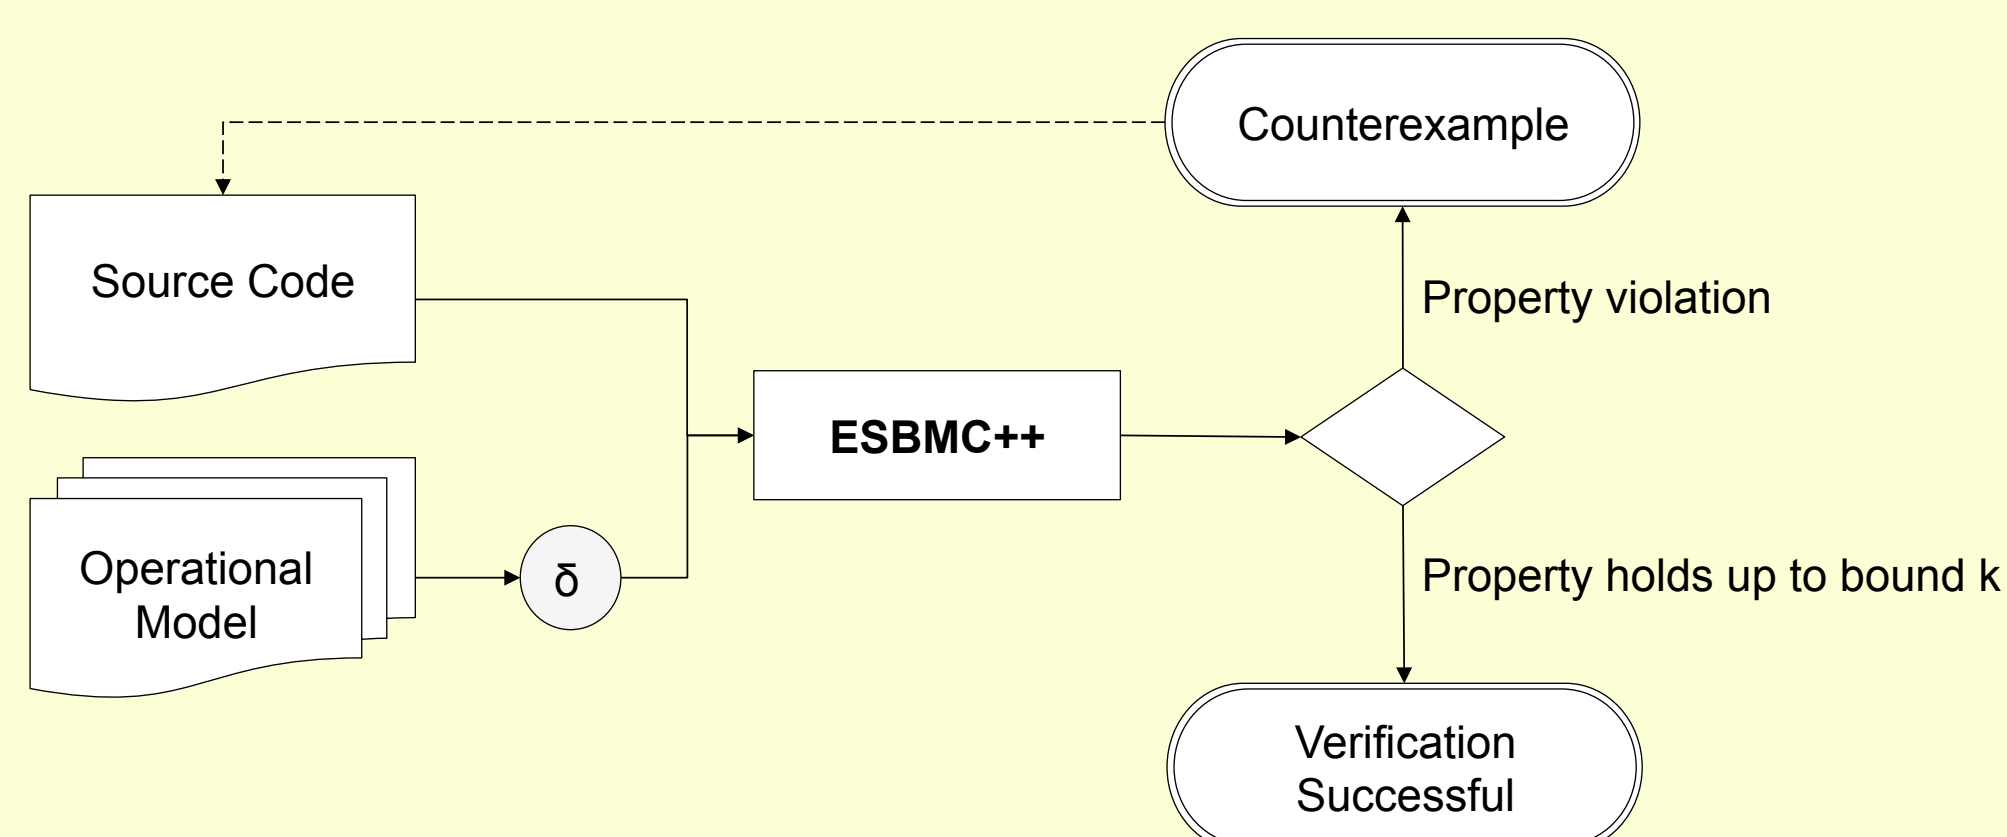 Counterexample
Source Code
Property violation
ESBMC++
Operational
Model
δ
Property holds up to bound k
Verification
Successful